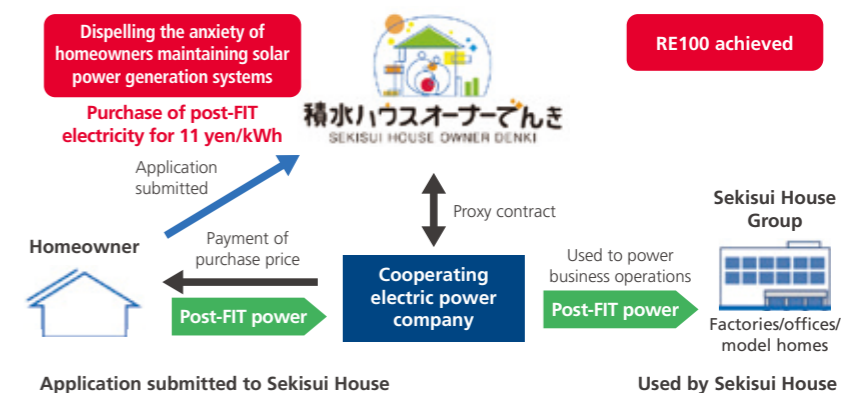 Dispelling the anxiety of
homeowners maintaining solar
power generation systems
Purchase of post-FIT
electricity for 11 yen/kWh
積水ハウスオーナーでんき
SEKISUI HOUSE OWNER DENKI
RE100 achieved
Application
submitted
Proxy contract
Homeowner
Payment of
purchase price
Post-FIT power
Cooperating
electric power
company
Used to power
business operations
Post-FIT power
Sekisui House
Group
Factories/offices/
model homes
Application submitted to Sekisui House
Used by Sekisui House